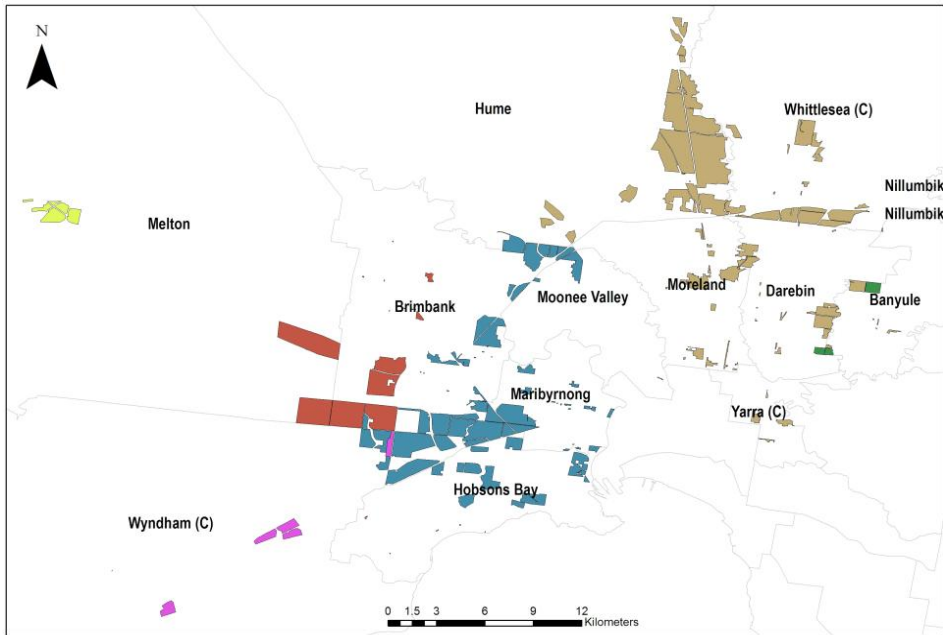 N
Hume
Whittlesea (C)
Nillumbik
Nillumbik
Melton
Moreland
Darebin
Banyule
Moonee Valley
Brimbank
Maribyrnong
Yarra (C)
Hobsons Bay
Wyndham (C)
0 1.5 3 6 9 12
Kilometers